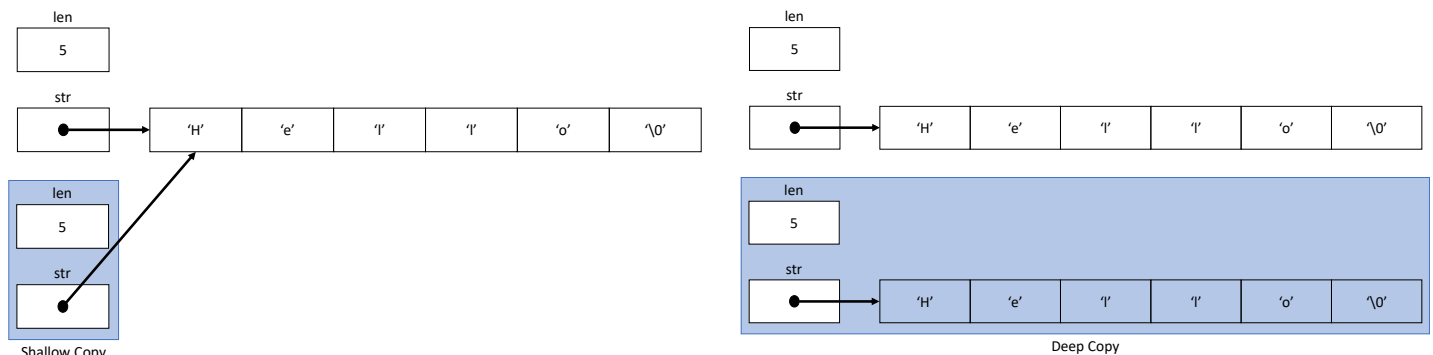 len
5
str
‘H’ ‘e’ ‘l’ ‘l’ ‘o’ ‘\0’
len
5
str
Shallow Copy
len
5
str
‘H’ ‘e’ ‘l’ ‘l’ ‘o’ ‘\0’
len
5
str
‘H’ ‘e’ ‘l’ ‘l’ ‘o’ ‘\0’
Deep Copy